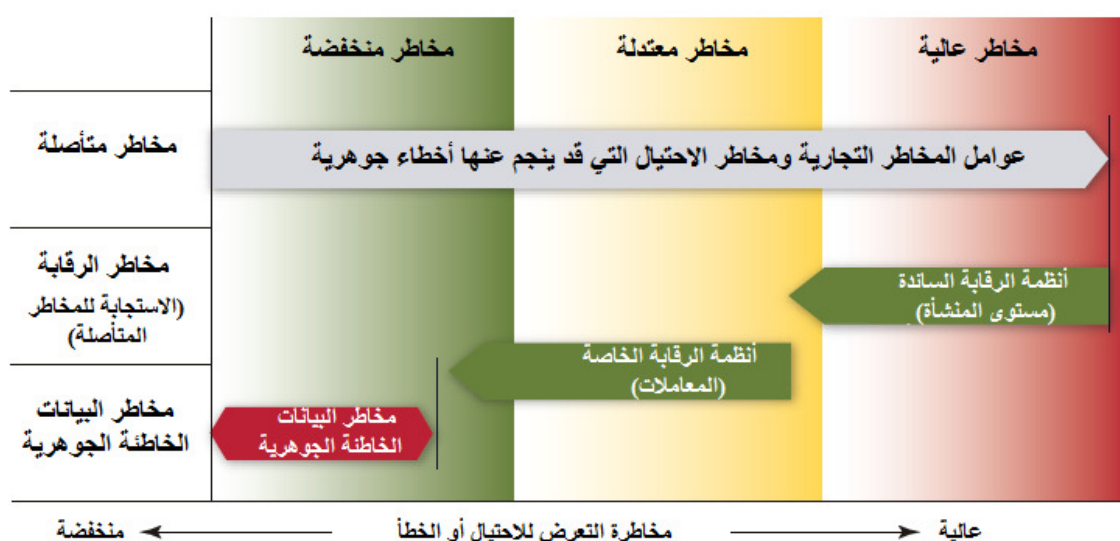 مخاطر عالية
مخاطر معتدلة
مخاطر منخفضة
مخاطر متأصلة
عوامل المخاطر التجارية ومخاطر الاحتيال التي قد ينجم عنها أخطاء جوهرية
مخاطر الرقابة
(الاستجابة للمخاطر
المتأصلة)
أنظمة الرقابة السائدة
(مستوى المنشأة)
أنظمة الرقابة الخاصة
(المعاملات)
مخاطر البيانات
الخاطئة الجوهرية
مخاطر البيانات
الخاطئة الجوهرية
عالية
مخاطرة التعرض للاحتيال أو الخطأ
منخفضة